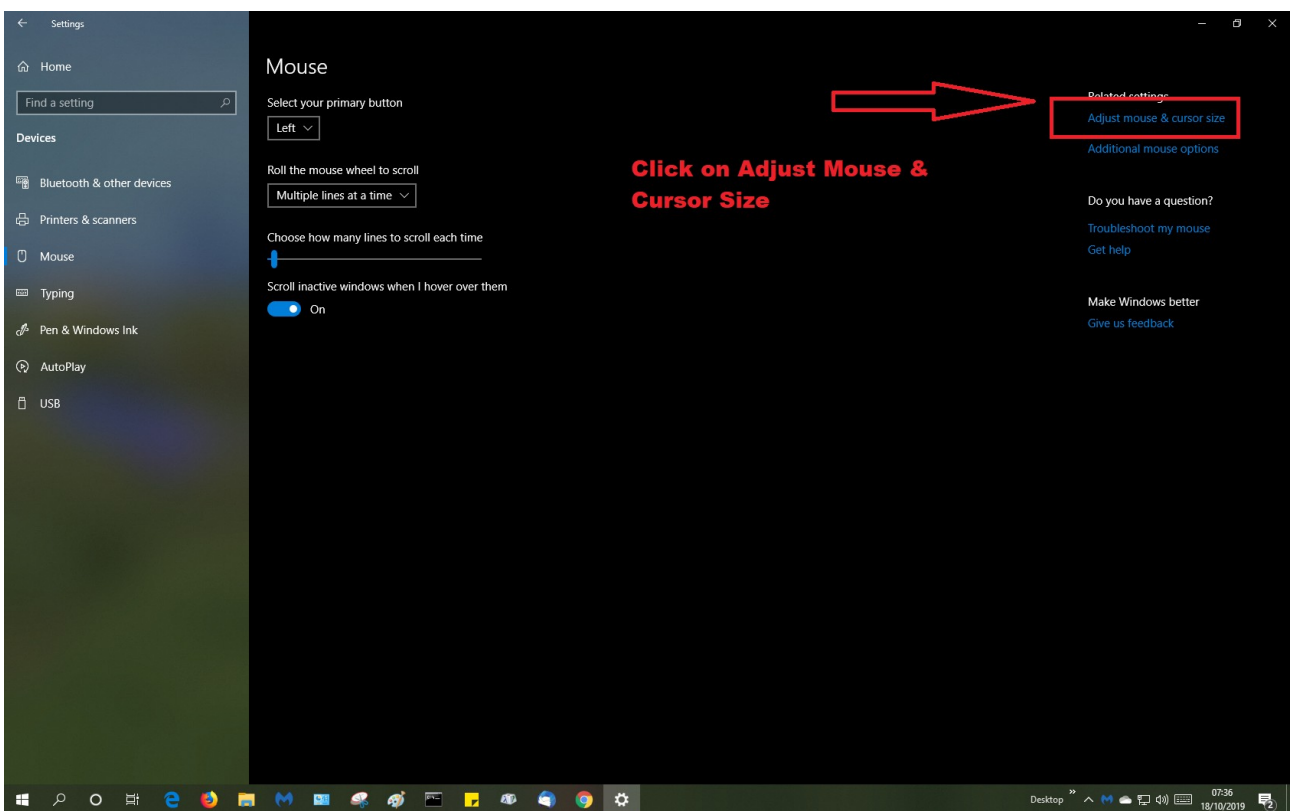 Settings
Home
Find a setting
Devices
Bluetooth & other devices
Printers & scanners
Mouse
Typing
Pen & Windows Ink
AutoPlay
USB
Mouse
Select your primary button
Left
Roll the mouse wheel to scroll
Multiple lines at a time
Choose how many lines to scroll each time
Scroll inactive windows when I hover over them
On
Click on Adjust Mouse &
Cursor Size
Related settings
Adjust mouse & cursor size
Additional mouse options
Do you have a question?
Troubleshoot my mouse
Get help
Make Windows better
Give us feedback
Desktop
07:36
18/10/2019
2